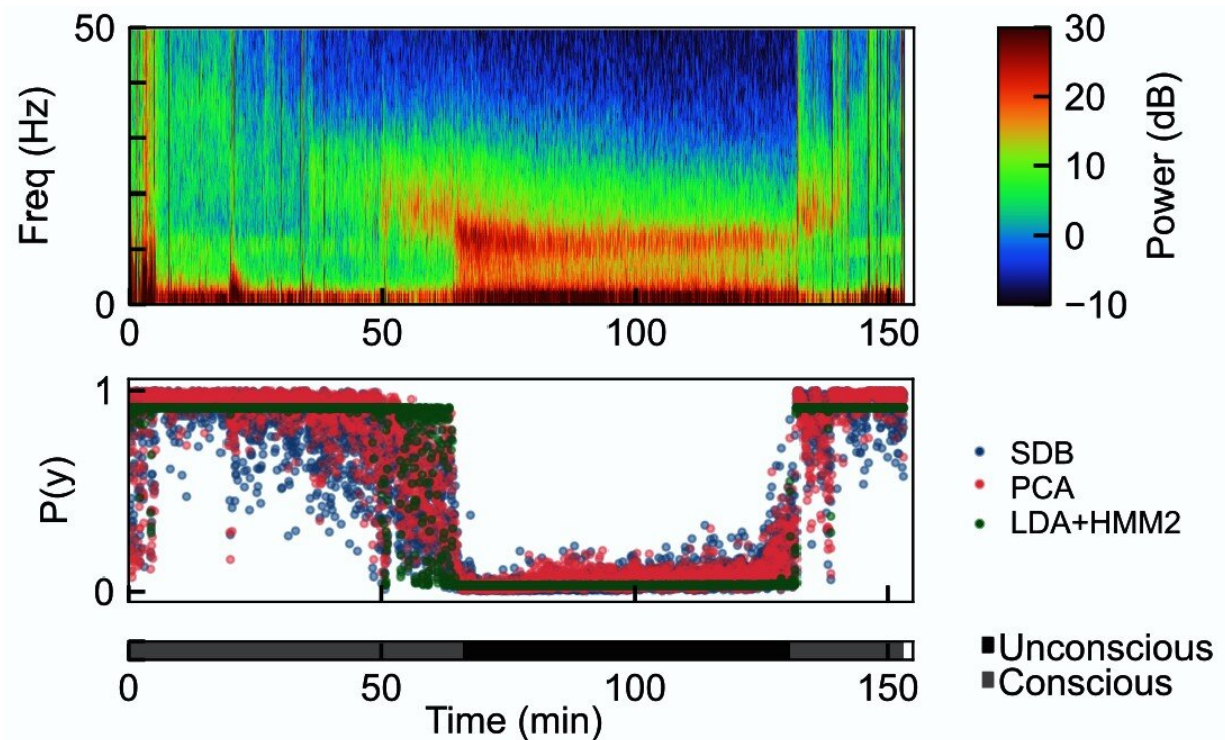 50
Freq (Hz)
0
0 50 100 150
30
20
10
0
−10
Power (dB)
1
P(y)
0
SDB
PCA
LDA+HMM2
Unconscious
Conscious
0 50 100 150
Time (min)